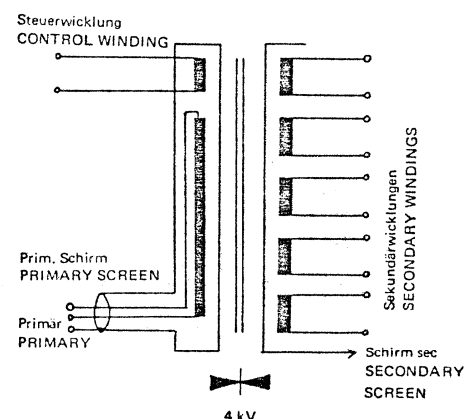 Steuerwicklung
CONTROL WINDING
Prim. Schirm
PRIMARY SCREEN
Primär
PRIMARY
Sekundärwicklungen
SECONDARY WINDINGS
Schirm sec
SECONDARY
SCREEN
4 kV